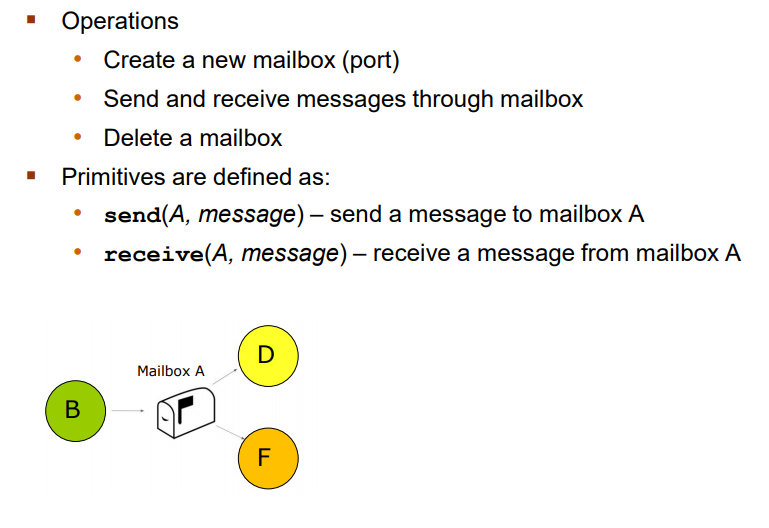 Operations
Create a new mailbox (port)
Send and receive messages through mailbox
Delete a mailbox
Primitives are defined as:
send(A, message) – send a message to mailbox A
receive(A, message) – receive a message from mailbox A
Mailbox A
D
B
F